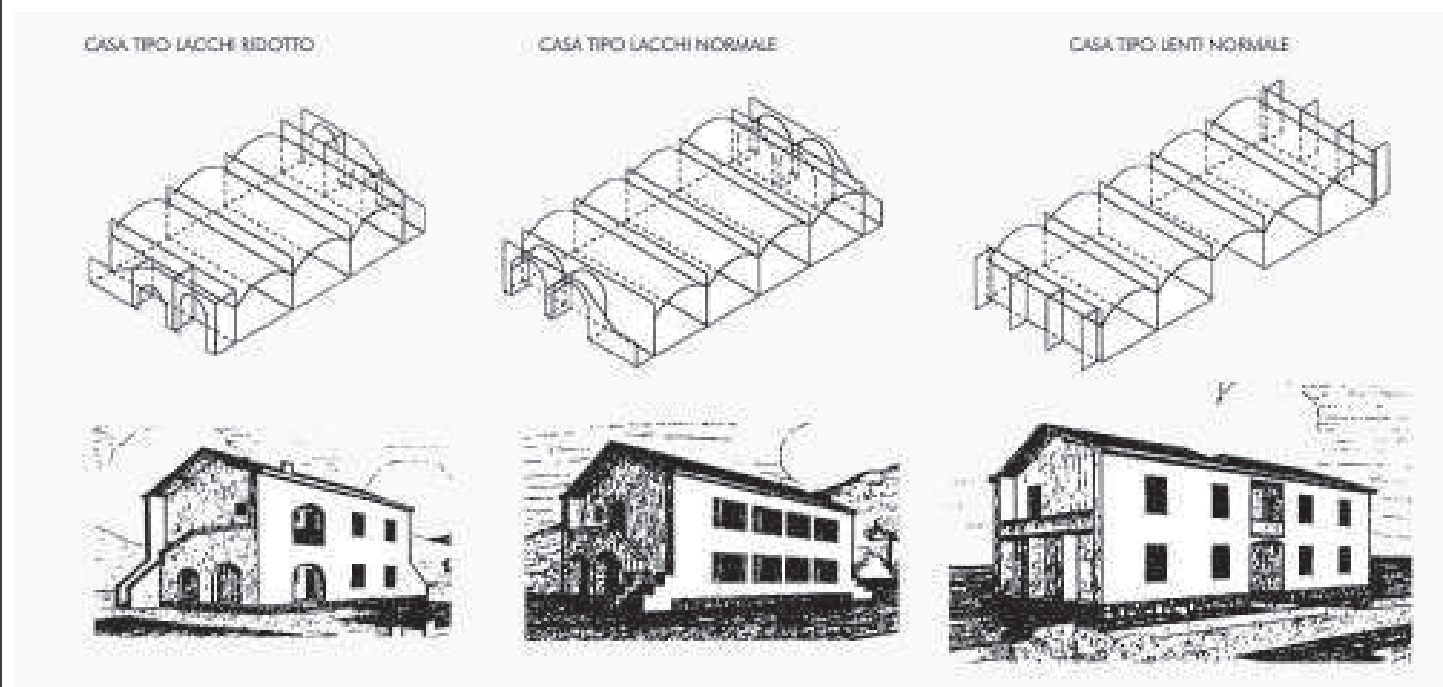 CASA TIPO LACCHI RIDOTTO
CASA TIPO LACCHI NORMALE
CASA TIPO LENTI NORMALE